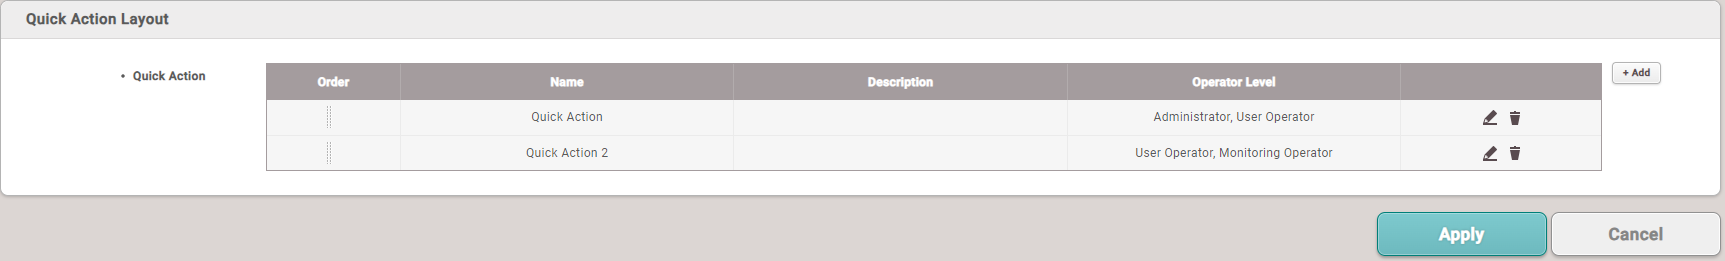 Quick Action Layout
• Quick Action
Order Name Description Operator Level
+ Add
Quick Action Administrator, User Operator
Quick Action 2 User Operator, Monitoring Operator
Apply Cancel